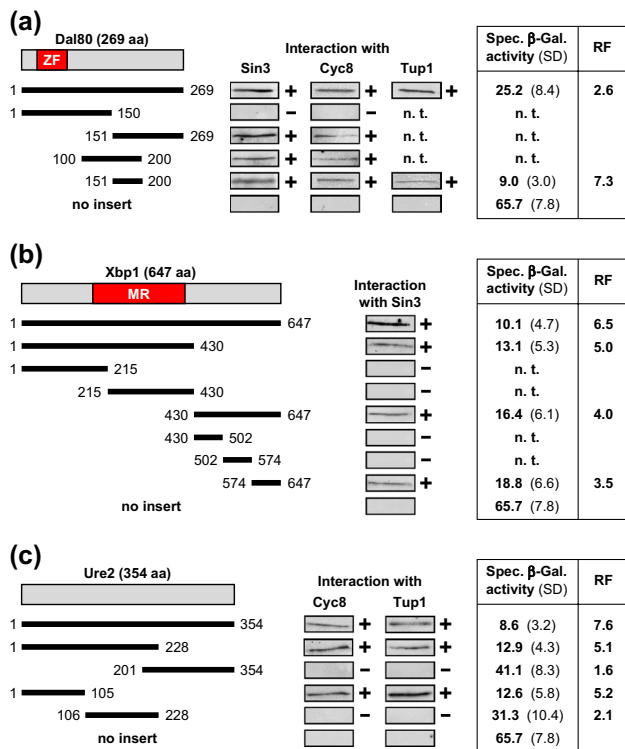 (a)
Dal80 (269 aa)
ZF
Interaction with
Sin3 Cyc8 Tup1
Spec. β-Gal. activity (SD) RF
1 269 + + + 25.2 (8.4) 2.6
1 150 – – n. t. n. t.
151 269 + + n. t. n. t.
100 200 + + n. t. n. t.
151 200 + + + 9.0 (3.0) 7.3
no insert 65.7 (7.8)
(b)
Xbp1 (647 aa)
MR
Interaction with Sin3
Spec. β-Gal. activity (SD) RF
1 647 + 10.1 (4.7) 6.5
1 430 + 13.1 (5.3) 5.0
1 215 – n. t.
215 430 – n. t.
430 647 + 16.4 (6.1) 4.0
430 502 – n. t.
502 574 – n. t.
574 647 + 18.8 (6.6) 3.5
no insert 65.7 (7.8)
(c)
Ure2 (354 aa)
Interaction with
Cyc8 Tup1
Spec. β-Gal. activity (SD) RF
1 354 + + 8.6 (3.2) 7.6
1 228 + + 12.9 (4.3) 5.1
201 354 – – 41.1 (8.3) 1.6
1 105 + + 12.6 (5.8) 5.2
106 228 – – 31.3 (10.4) 2.1
no insert 65.7 (7.8)